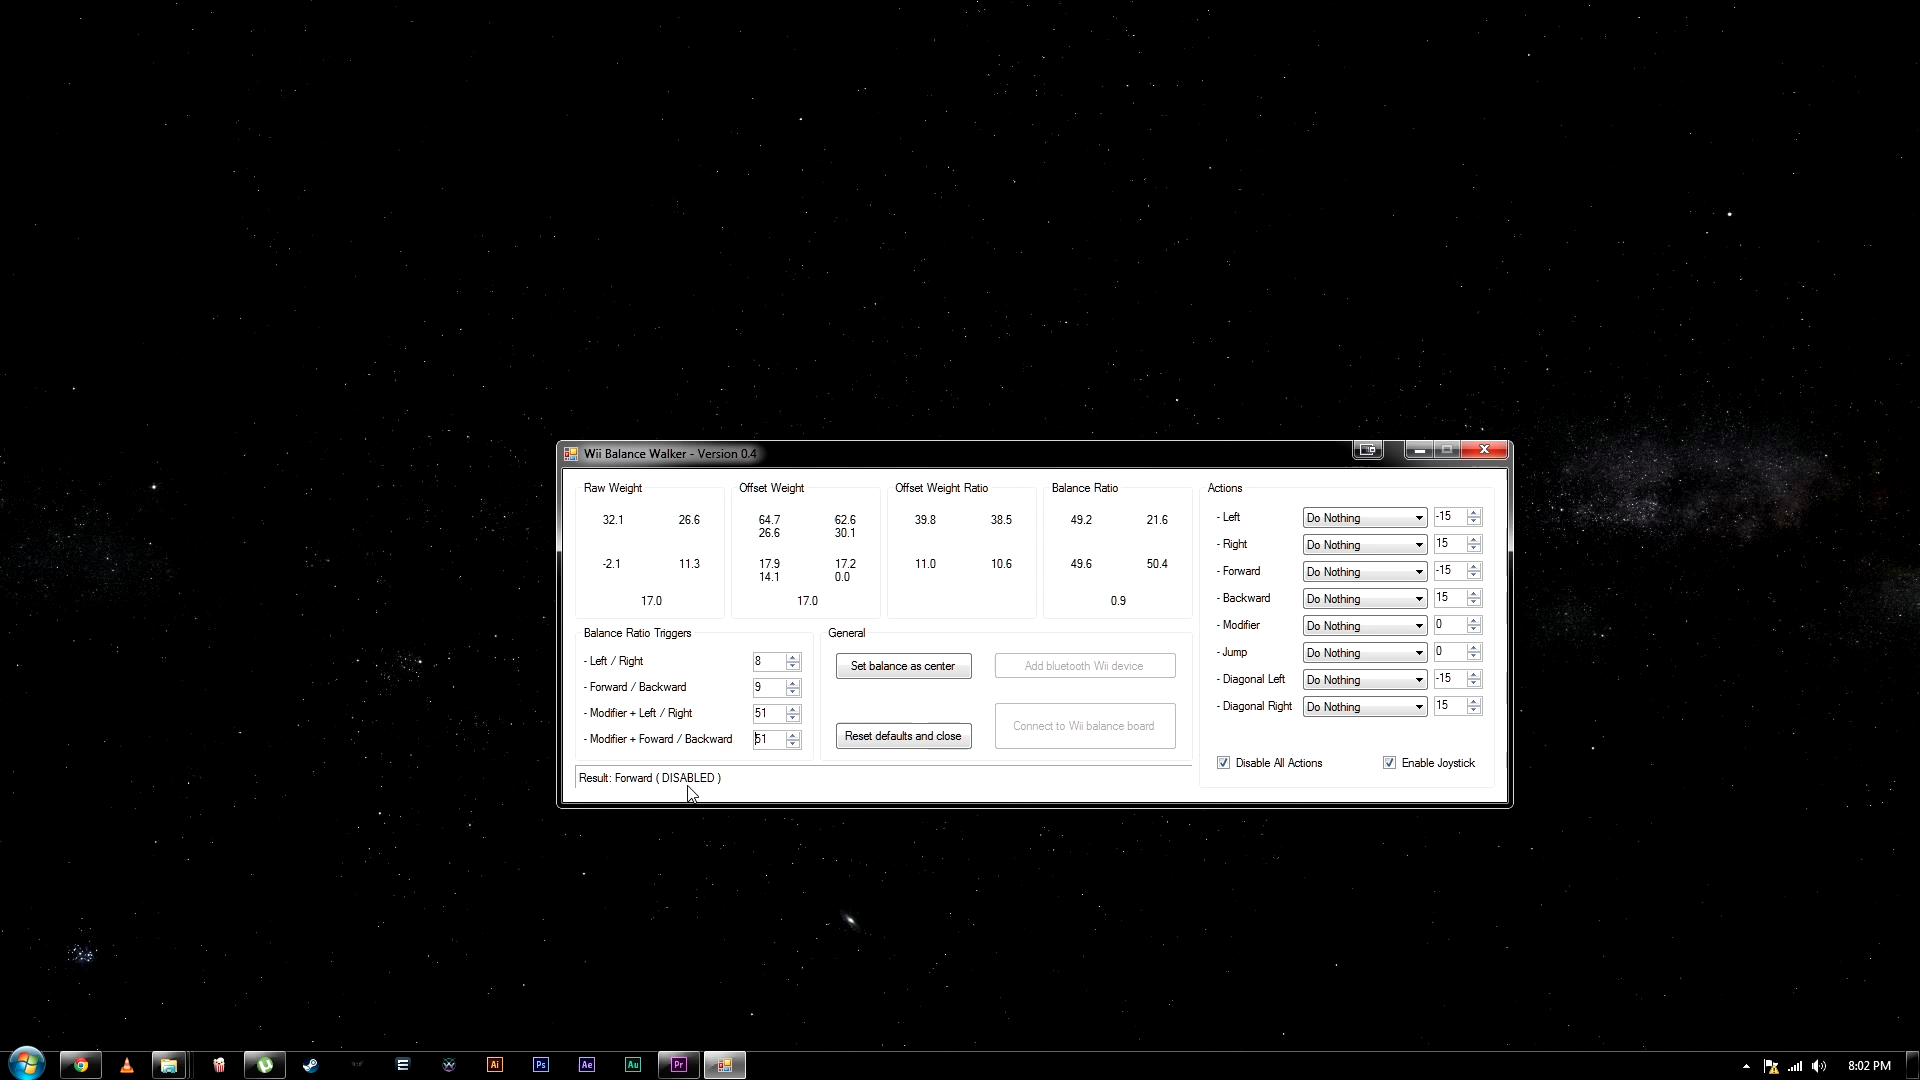 Wii Balance Walker - Version 0.4
Raw Weight
32.1 26.6
-2.1 11.3
17.0
Offset Weight
64.7 62.6
26.6 30.1
17.9 17.2
14.1 0.0
17.0
Offset Weight Ratio
39.8 38.5
11.0 10.6
Balance Ratio
49.2 21.6
49.6 50.4
0.9
Balance Ratio Triggers
- Left / Right 8
- Forward / Backward 9
- Modifier + Left / Right 51
- Modifier + Foward / Backward 51
General
Set balance as center Add bluetooth Wii device
Reset defaults and close Connect to Wii balance board
Result: Forward ( DISABLED )
Actions
- Left Do Nothing -15
- Right Do Nothing 15
- Forward Do Nothing -15
- Backward Do Nothing 15
- Modifier Do Nothing 0
- Jump Do Nothing 0
- Diagonal Left Do Nothing -15
- Diagonal Right Do Nothing 15
Disable All Actions Enable Joystick
Ai Ps Ae Au Pr 8:02 PM